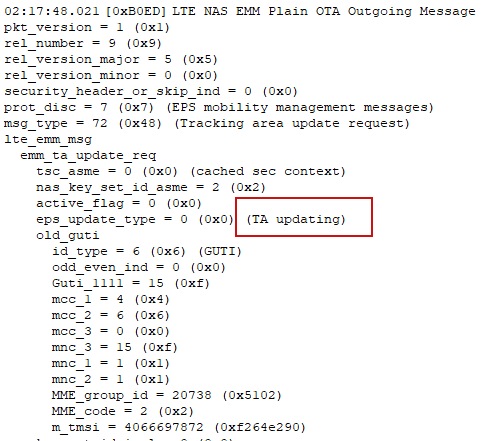 02:17:48.021 [0xB0ED] LTE NAS EMM Plain OTA Outgoing Message
pkt_version = 1 (0x1)
rel_number = 9 (0x9)
rel_version_major = 5 (0x5)
rel_version_minor = 0 (0x0)
security_header_or_skip_ind = 0 (0x0)
prot_disc = 7 (0x7) (EPS mobility management messages)
msg_type = 72 (0x48) (Tracking area update request)
lte_emm_msg
emm_ta_update_req
tsc_asme = 0 (0x0) (cached sec context)
nas_key_set_id_asme = 2 (0x2)
active_flag = 0 (0x0)
eps_update_type = 0 (0x0) (TA updating)
old_guti
id_type = 6 (0x6) (GUTI)
odd_even_ind = 0 (0x0)
Guti_1111 = 15 (0xf)
mcc_1 = 4 (0x4)
mcc_2 = 6 (0x6)
mcc_3 = 0 (0x0)
mnc_3 = 15 (0xf)
mnc_1 = 1 (0x1)
mnc_2 = 1 (0x1)
MME_group_id = 20738 (0x5102)
MME_code = 2 (0x2)
m_tmsi = 4066697872 (0xf264e290)